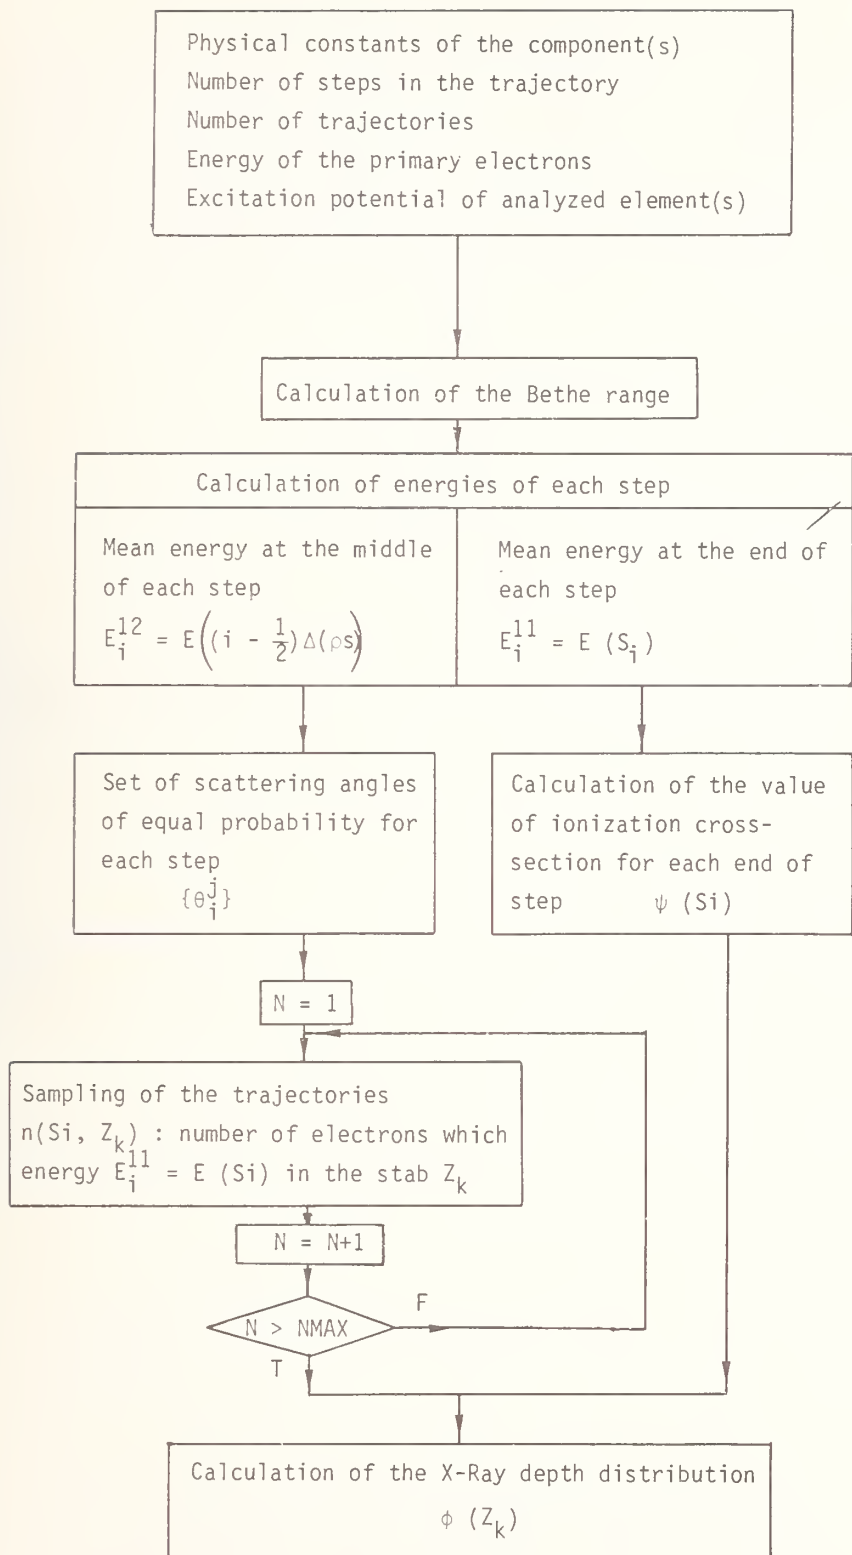 Physical constants of the component(s)
Number of steps in the trajectory
Number of trajectories
Energy of the primary electrons
Excitation potential of analyzed element(s)
Calculation of the Bethe range
Calculation of energies of each step
Mean energy at the middle
of each step
E_i^12 = E((i - 1/2)Δ(ρs))
Mean energy at the end of
each step
E_i^11 = E (S_i)
Set of scattering angles
of equal probability for
each step
{θ_i^j}
Calculation of the value
of ionization cross-
section for each end of
step ψ (Si)
N = 1
Sampling of the trajectories
n(Si, Z_k) : number of electrons which
energy E_i^11 = E (Si) in the stab Z_k
N = N+1
N > NMAX
F
T
Calculation of the X-Ray depth distribution
φ (Z_k)